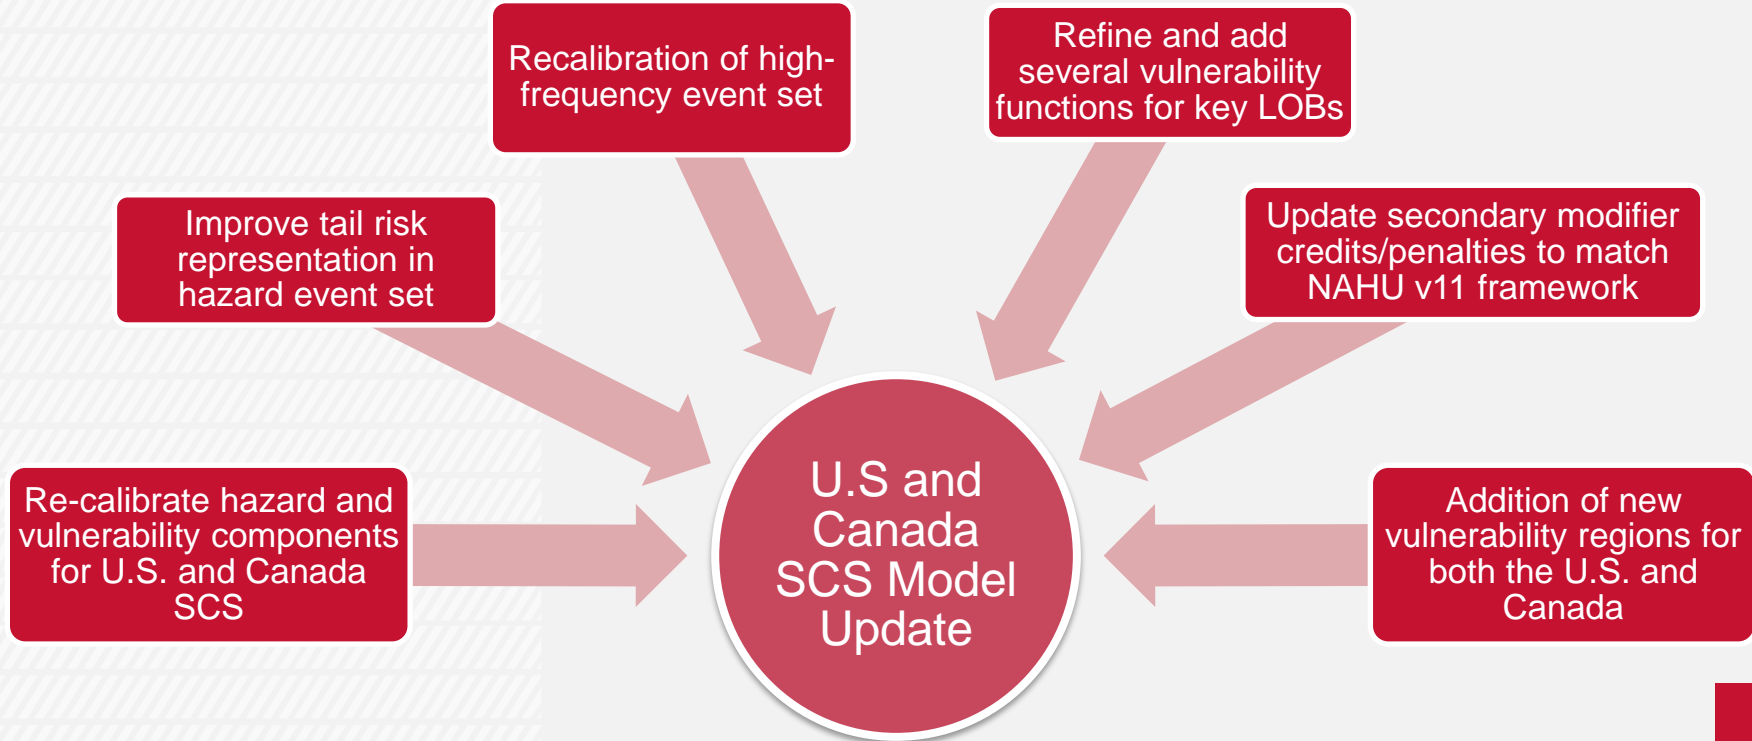 Recalibration of high-
frequency event set
Refine and add
several vulnerability
functions for key LOBs
Improve tail risk
representation in
hazard event set
Update secondary modifier
credits/penalties to match
NAHU v11 framework
Re-calibrate hazard and
vulnerability components
for U.S. and Canada
SCS
U.S and
Canada
SCS Model
Update
Addition of new
vulnerability regions for
both the U.S. and
Canada